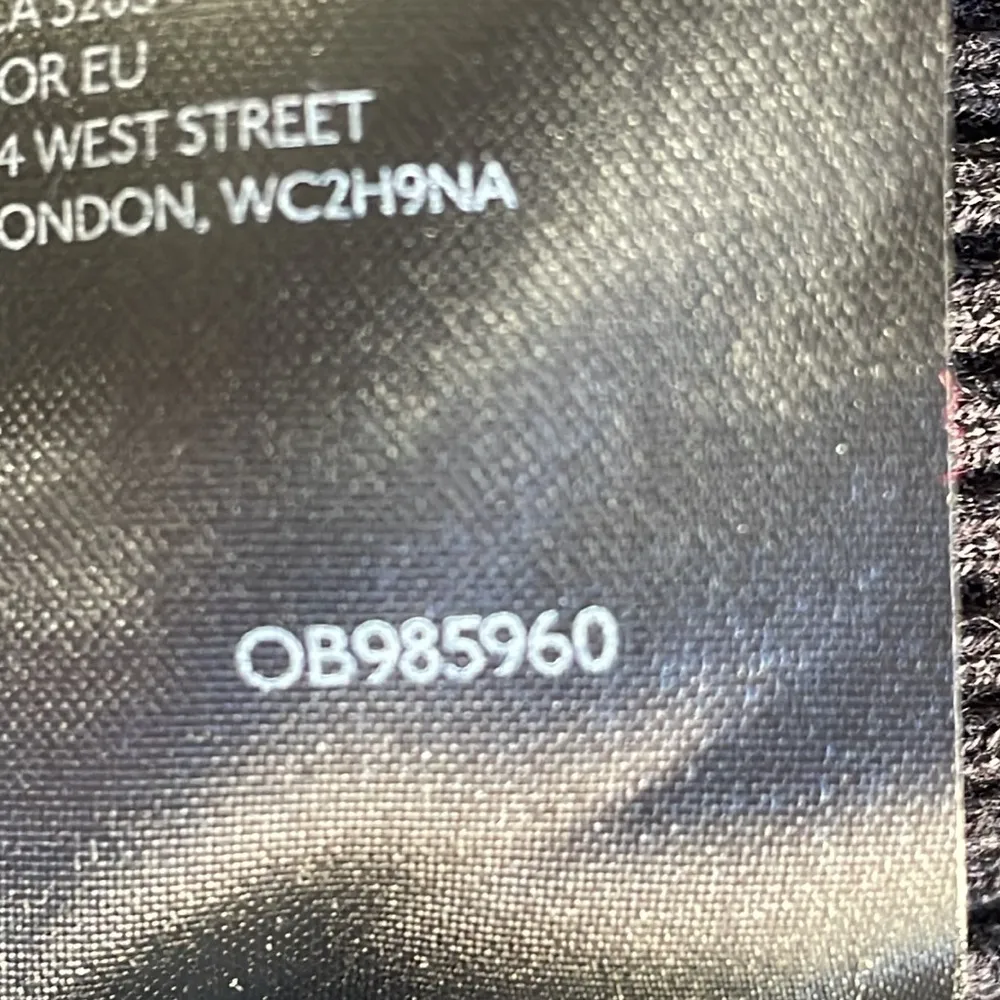 OR EU
4 WEST STREET
ONDON, WC2H9NA
OB985960